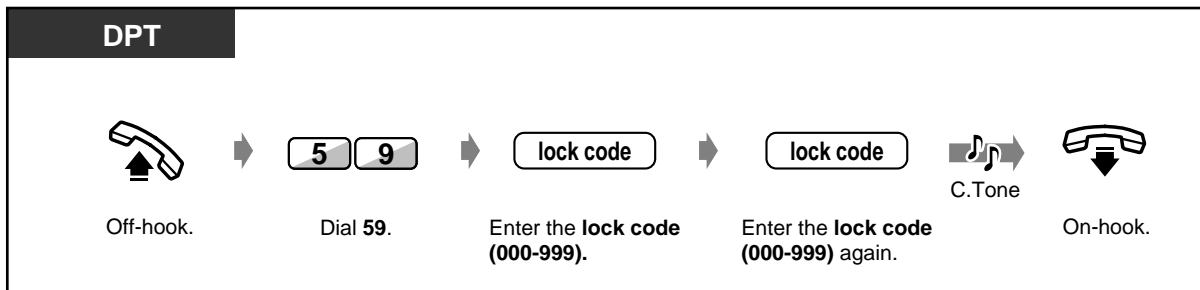 DPT
5 9
lock code
lock code
C.Tone
Off-hook.
Dial 59.
Enter the lock code
(000-999).
Enter the lock code
(000-999) again.
On-hook.